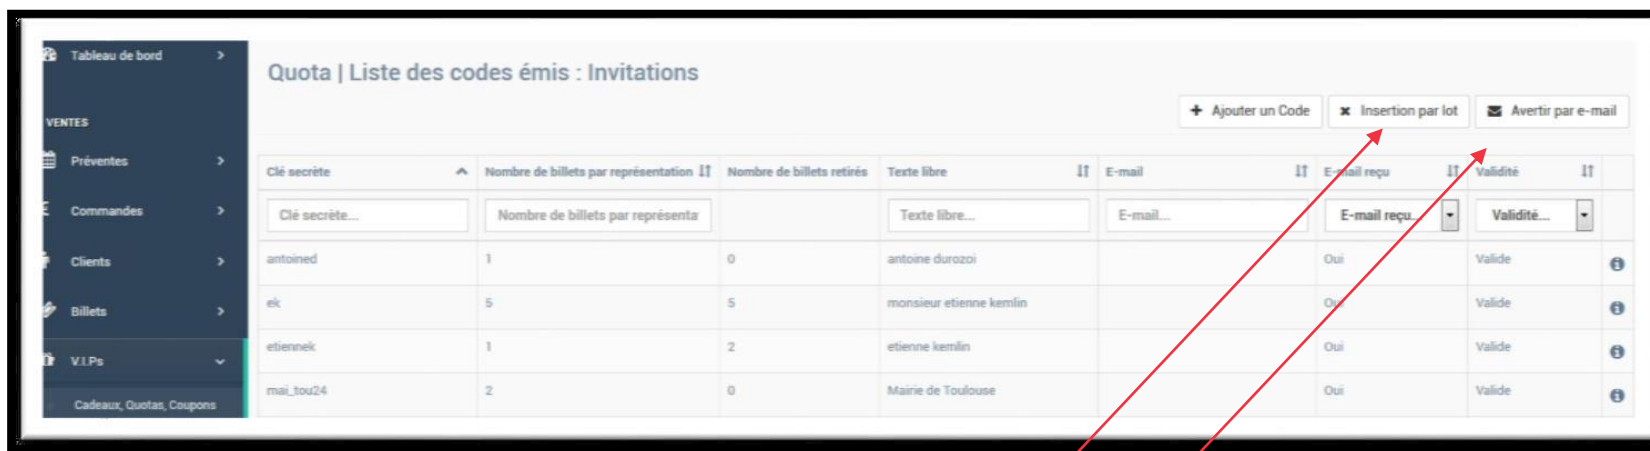 Tableau de bord
VENTES
Préventes
Commandes
Clients
Billets
V.I.Ps
Cadeaux, Quotas, Coupons
Quota | Liste des codes émis : Invitations
Ajouter un Code Insertion par lot Avertir par e-mail
Clé secrète Nombre de billets par représentation Nombre de billets retirés Texte libre E-mail E-mail reçu Validité
Clé secrète... Nombre de billets par représenta Texte libre... E-mail... E-mail reçu... Validité...
antoined 1 0 antoine durozoi Oui Valide
ek 5 5 monsieur etienne kemlin Oui Valide
etiennek 1 2 etienne kemlin Oui Valide
mai_tou24 2 0 Mairie de Toulouse Oui Valide